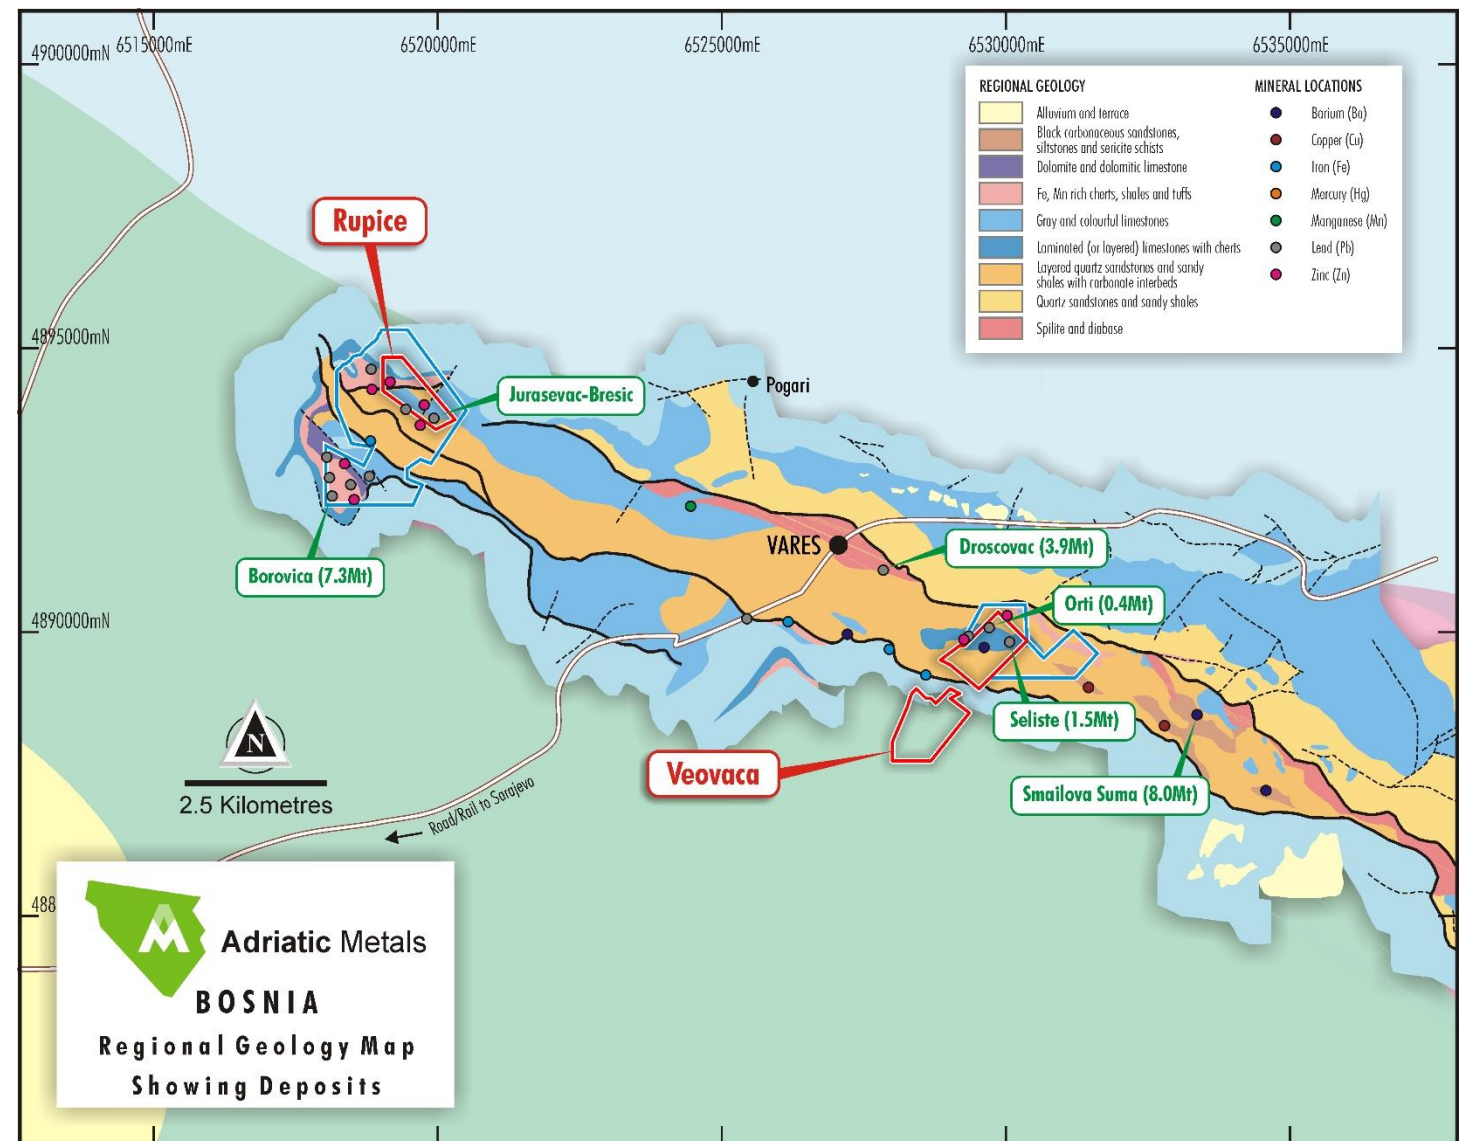 6515000mE
6520000mE
6525000mE
6530000mE
6535000mE
4900000mN
REGIONAL GEOLOGY
Alluvium and terrace
Black carbonaceous sandstones,
siltstones and sericite schists
Dolomite and dolomitic limestone
Fe, Mn rich cherts, shales and tuffs
Gray and colourful limestones
Laminated (or layered) limestones with cherts
Layered quartz sandstones and sandy
shales with carbonate interbeds
Quartz sandstones and sandy shales
Spilite and diabase
MINERAL LOCATIONS
Barium (Ba)
Copper (Cu)
Iron (Fe)
Mercury (Hg)
Manganese (Mn)
Lead (Pb)
Zinc (Zn)
Rupice
4895000mN
Jurasevac-Bresic
Pogari
VARES
Droscovac (3.9Mt)
Borovica (7.3Mt)
Orti (0.4Mt)
4890000mN
Seliste (1.5Mt)
Veovaca
Smailova Suma (8.0Mt)
N
2.5 Kilometres
Road/Rail to Sarajevo
488
M
Adriatic Metals
BOSNIA
Regional Geology Map
Showing Deposits